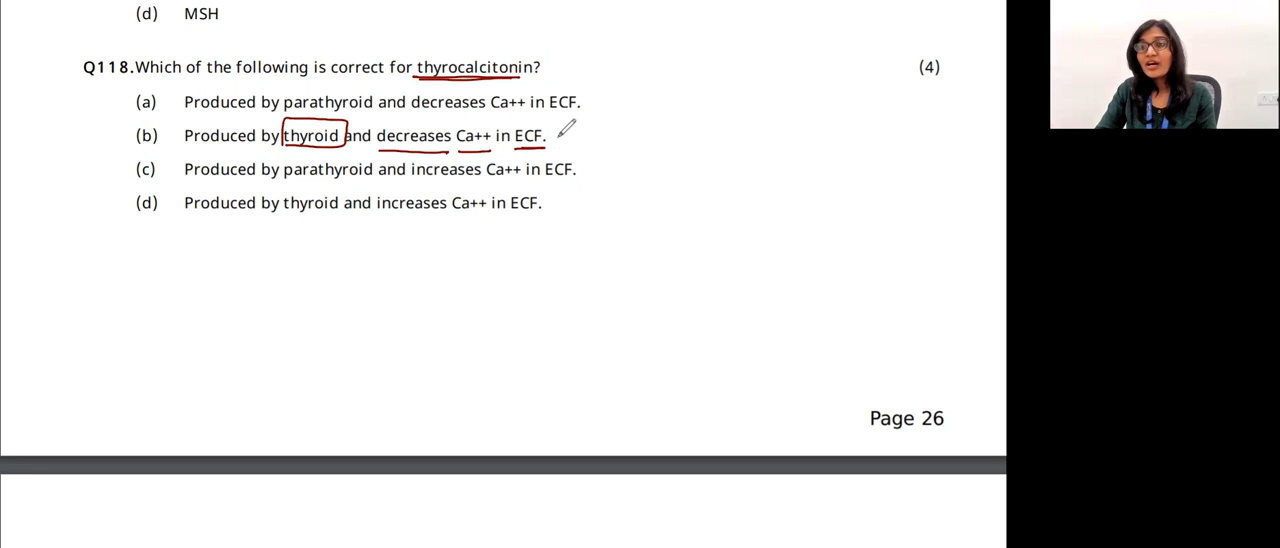 (d) MSH
Q118.Which of the following is correct for thyrocalcitonin? (4)
(a) Produced by parathyroid and decreases Ca++ in ECF.
(b) Produced by thyroid and decreases Ca++ in ECF.
(c) Produced by parathyroid and increases Ca++ in ECF.
(d) Produced by thyroid and increases Ca++ in ECF.
Page 26